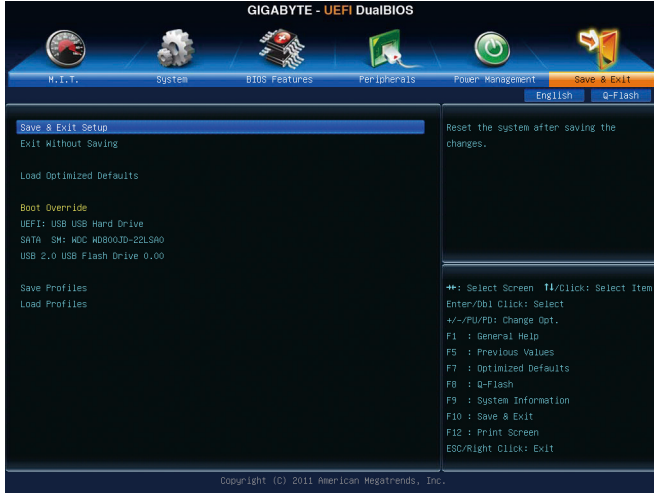 GIGABYTE - UEFI DualBIOS
M.I.T.
System
BIOS Features
Peripherals
Power Management
Save & Exit
English
Q-Flash
Save & Exit Setup
Exit Without Saving
Load Optimized Defaults
Boot Override
UEFI: USB USB Hard Drive
SATA SM: WDC WD800JD-22LSA0
USB 2.0 USB Flash Drive 0.00
Save Profiles
Load Profiles
Reset the system after saving the
changes.
→←: Select Screen ↑↓/Click: Select Item
Enter/Dbl Click: Select
+/-/PU/PD: Change Opt.
F1 : General Help
F5 : Previous Values
F7 : Optimized Defaults
F8 : Q-Flash
F9 : System Information
F10 : Save & Exit
F12 : Print Screen
ESC/Right Click: Exit
Copyright (C) 2011 American Megatrends, Inc.